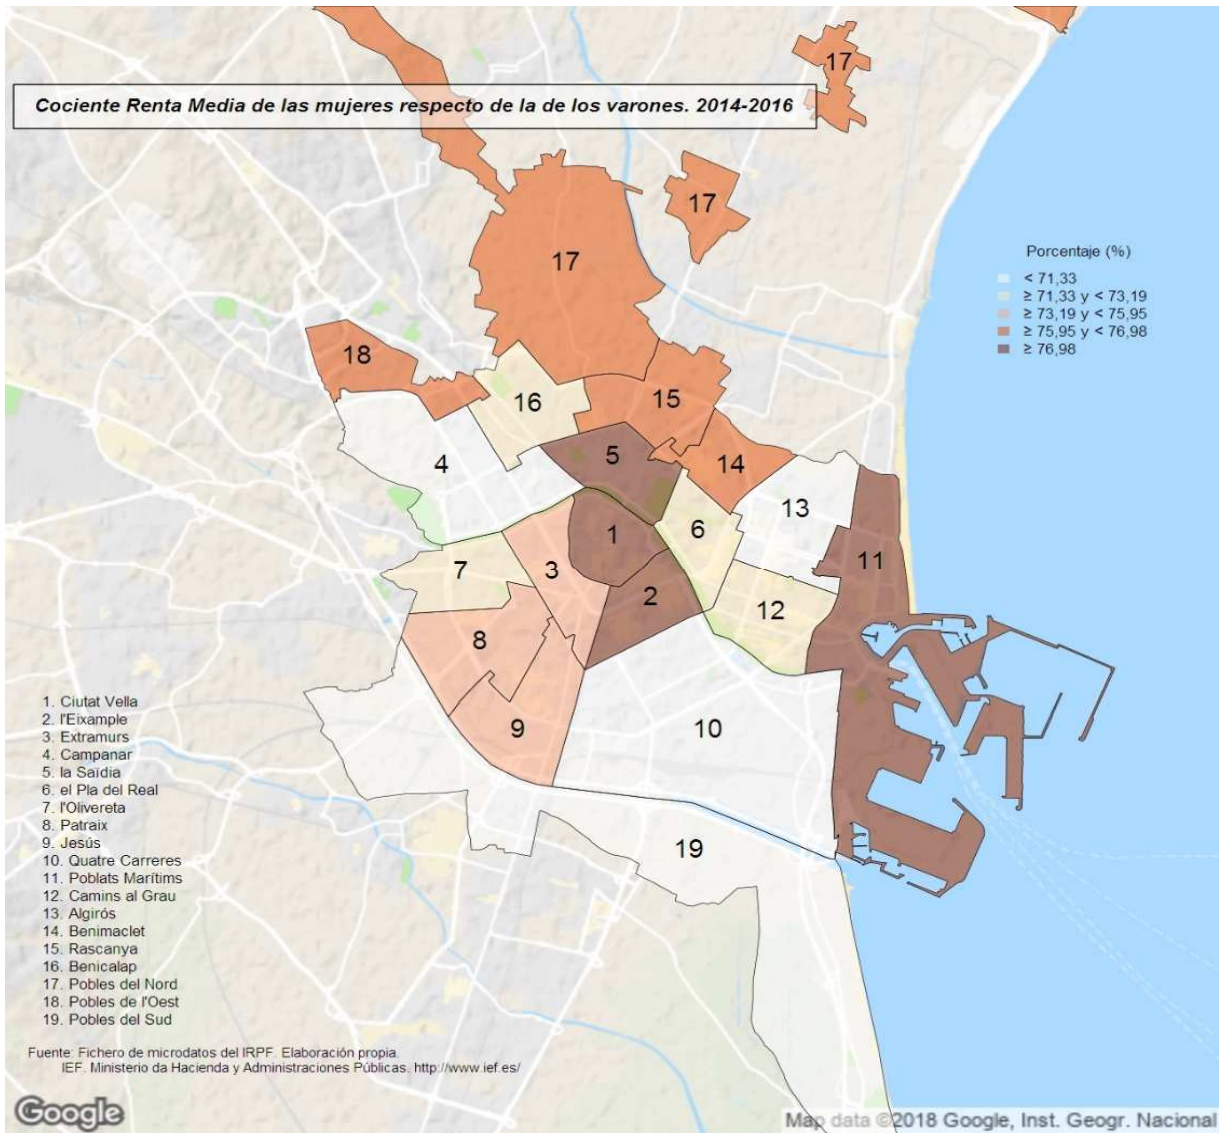 17
Cociente Renta Media de las mujeres respecto de la de los varones. 2014-2016
17
17
Porcentaje (%)
< 71,33
≥ 71,33 y < 73,19
≥ 73,19 y < 75,95
≥ 75,95 y < 76,98
≥ 76,98
18
15
16
5
4
14
13
6
1
11
3
7
2
12
8
9
10
19
1. Ciutat Vella
2. l'Eixample
3. Extramurs
4. Campanar
5. la Saïdia
6. el Pla del Real
7. l'Olivereta
8. Patraix
9. Jesús
10. Quatre Carreres
11. Poblats Marítims
12. Camins al Grau
13. Algirós
14. Benimaclet
15. Rascanya
16. Benicalap
17. Pobles del Nord
18. Pobles de l'Oest
19. Pobles del Sud
Fuente: Fichero de microdatos del IRPF. Elaboración propia.
IEF. Ministerio da Hacienda y Administraciones Públicas. http://www.ief.es/
Google
Map data ©2018 Google, Inst. Geogr. Nacional